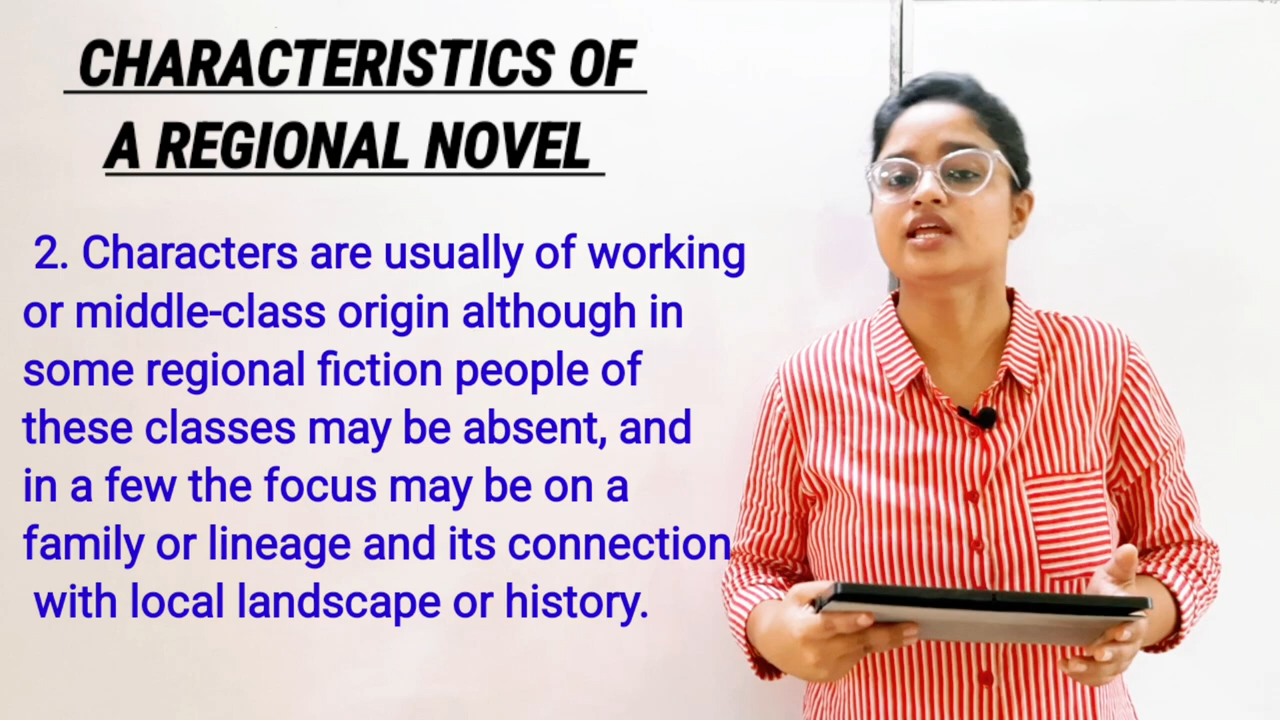 CHARACTERISTICS OF
A REGIONAL NOVEL
2. Characters are usually of working
or middle-class origin although in
some regional fiction people of
these classes may be absent, and
in a few the focus may be on a
family or lineage and its connection
with local landscape or history.